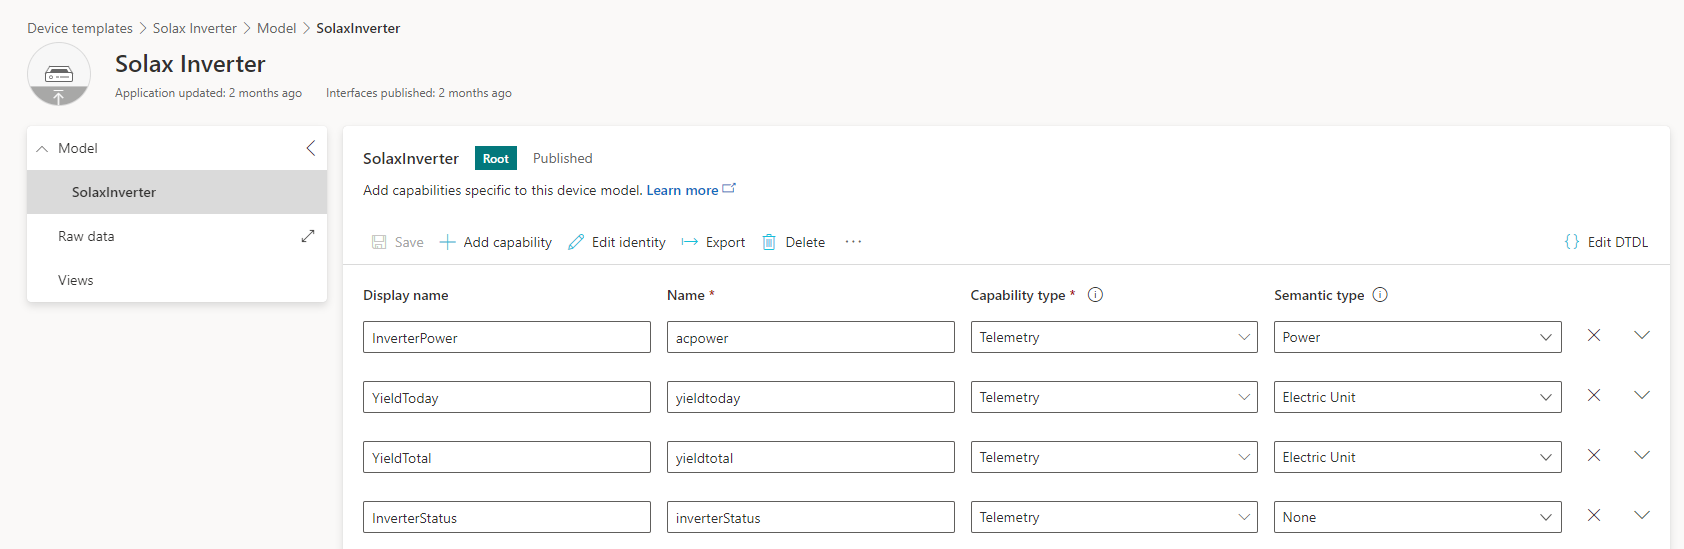 Device templates > Solax Inverter > Model > SolaxInverter
Solax Inverter
Application updated: 2 months ago Interfaces published: 2 months ago
Model
SolaxInverter
Raw data
Views
SolaxInverter Root Published
Add capabilities specific to this device model. Learn more
Save Add capability Edit identity Export Delete ... {} Edit DTDL
Display name Name * Capability type * Semantic type
InverterPower acpower Telemetry Power
YieldToday yieldtoday Telemetry Electric Unit
YieldTotal yieldtotal Telemetry Electric Unit
InverterStatus inverterStatus Telemetry None